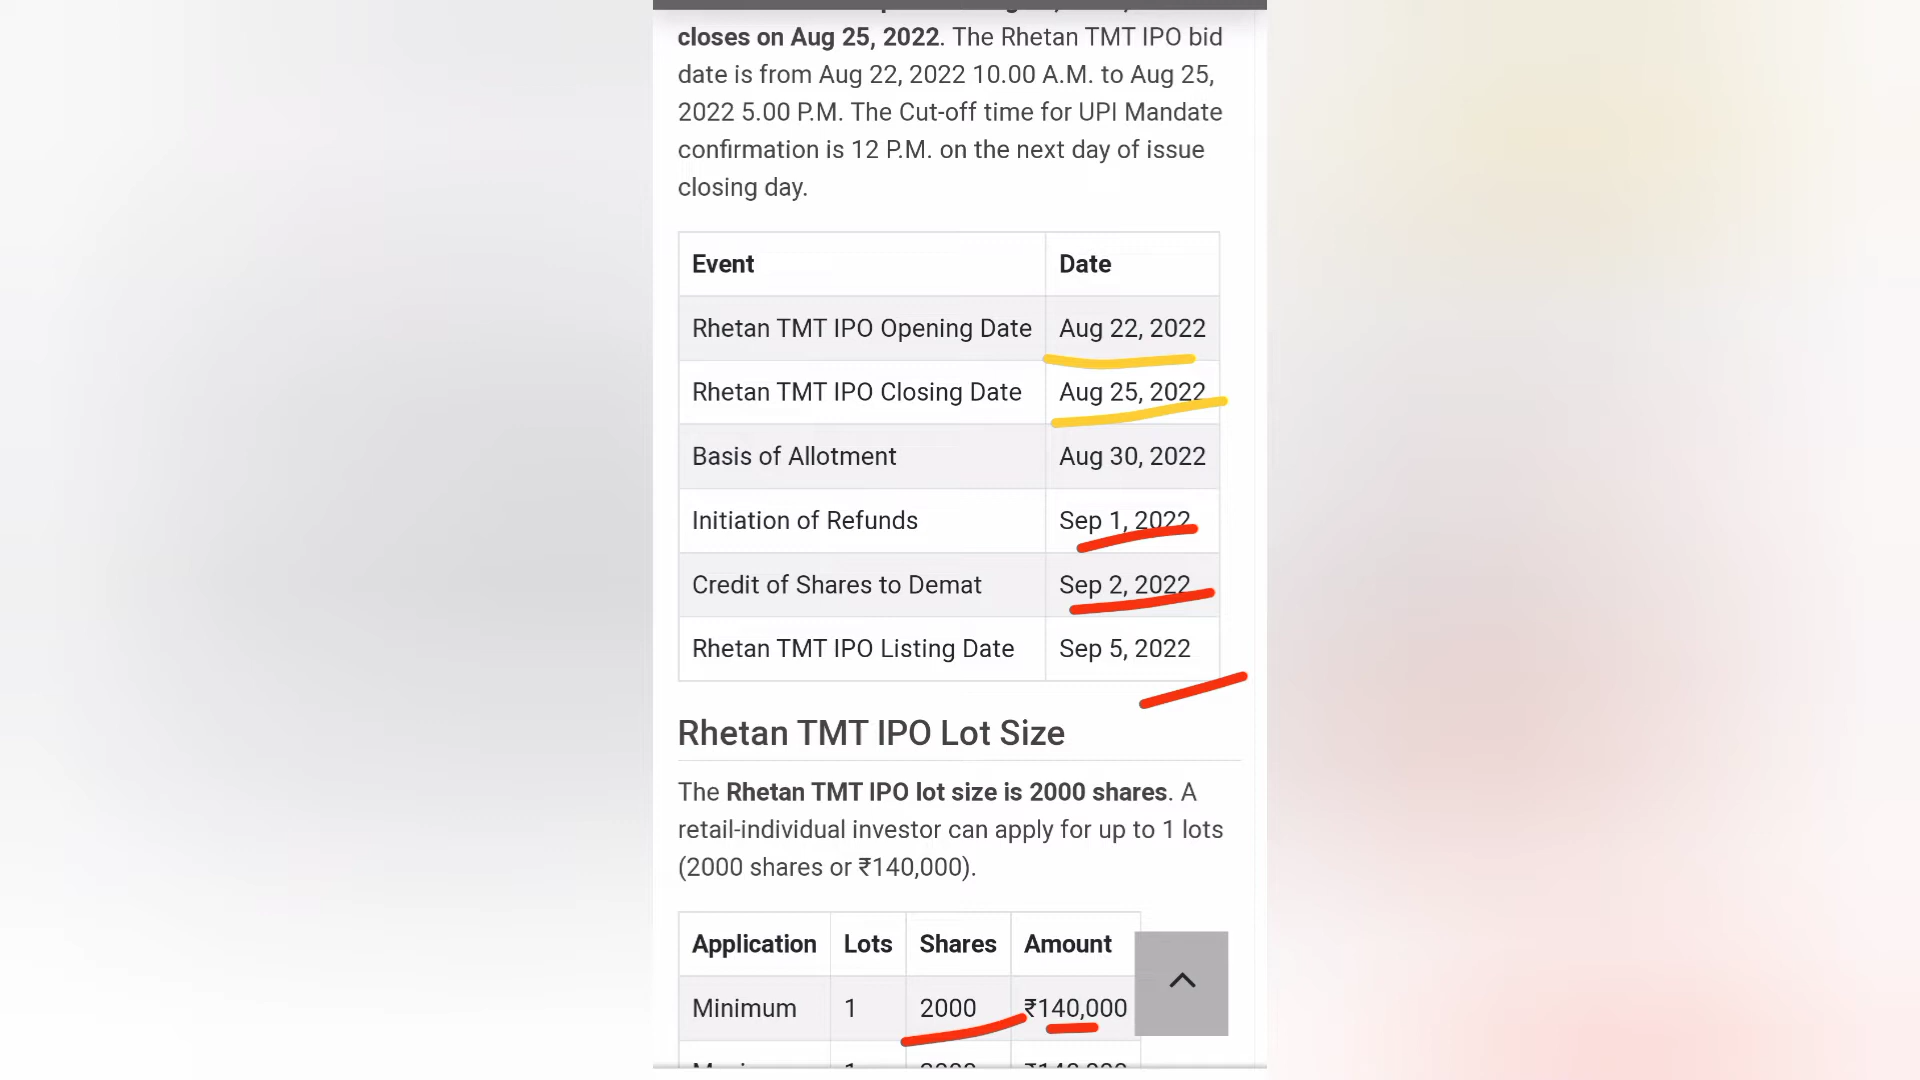 closes on Aug 25, 2022. The Rhetan TMT IPO bid
date is from Aug 22, 2022 10.00 A.M. to Aug 25,
2022 5.00 P.M. The Cut-off time for UPI Mandate
confirmation is 12 P.M. on the next day of issue
closing day.
Event Date
Rhetan TMT IPO Opening Date Aug 22, 2022
Rhetan TMT IPO Closing Date Aug 25, 2022
Basis of Allotment Aug 30, 2022
Initiation of Refunds Sep 1, 2022
Credit of Shares to Demat Sep 2, 2022
Rhetan TMT IPO Listing Date Sep 5, 2022
Rhetan TMT IPO Lot Size
The Rhetan TMT IPO lot size is 2000 shares. A
retail-individual investor can apply for up to 1 lots
(2000 shares or ₹140,000).
Application Lots Shares Amount
Minimum 1 2000 ₹140,000